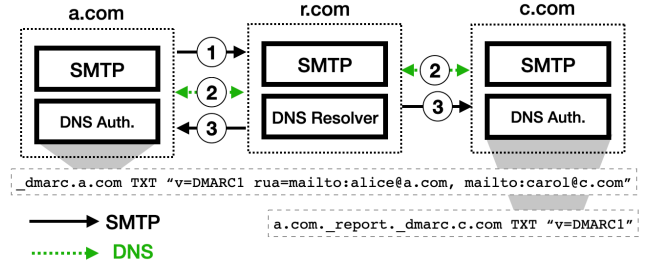 a.com r.com c.com
1
SMTP SMTP 2 SMTP
2
DNS Auth. DNS Resolver 3 DNS Auth.
3
_dmarc.a.com TXT “v=DMARC1 rua=mailto:alice@a.com, mailto:carol@c.com”
SMTP
a.com._report._dmarc.c.com TXT “v=DMARC1”
DNS